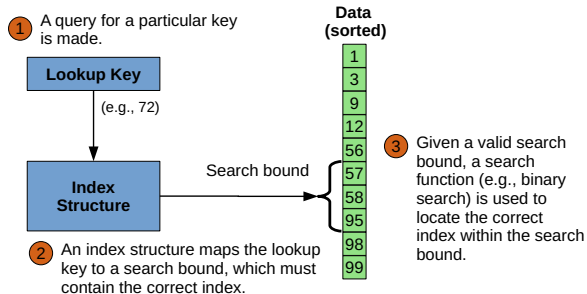 1 A query for a particular key
is made.
Lookup Key
(e.g., 72)
Index
Structure
Search bound
2 An index structure maps the lookup
key to a search bound, which must
contain the correct index.
Data
(sorted)
1
3
9
12
56
57
58
95
98
99
3 Given a valid search
bound, a search
function (e.g., binary
search) is used to
locate the correct
index within the search
bound.